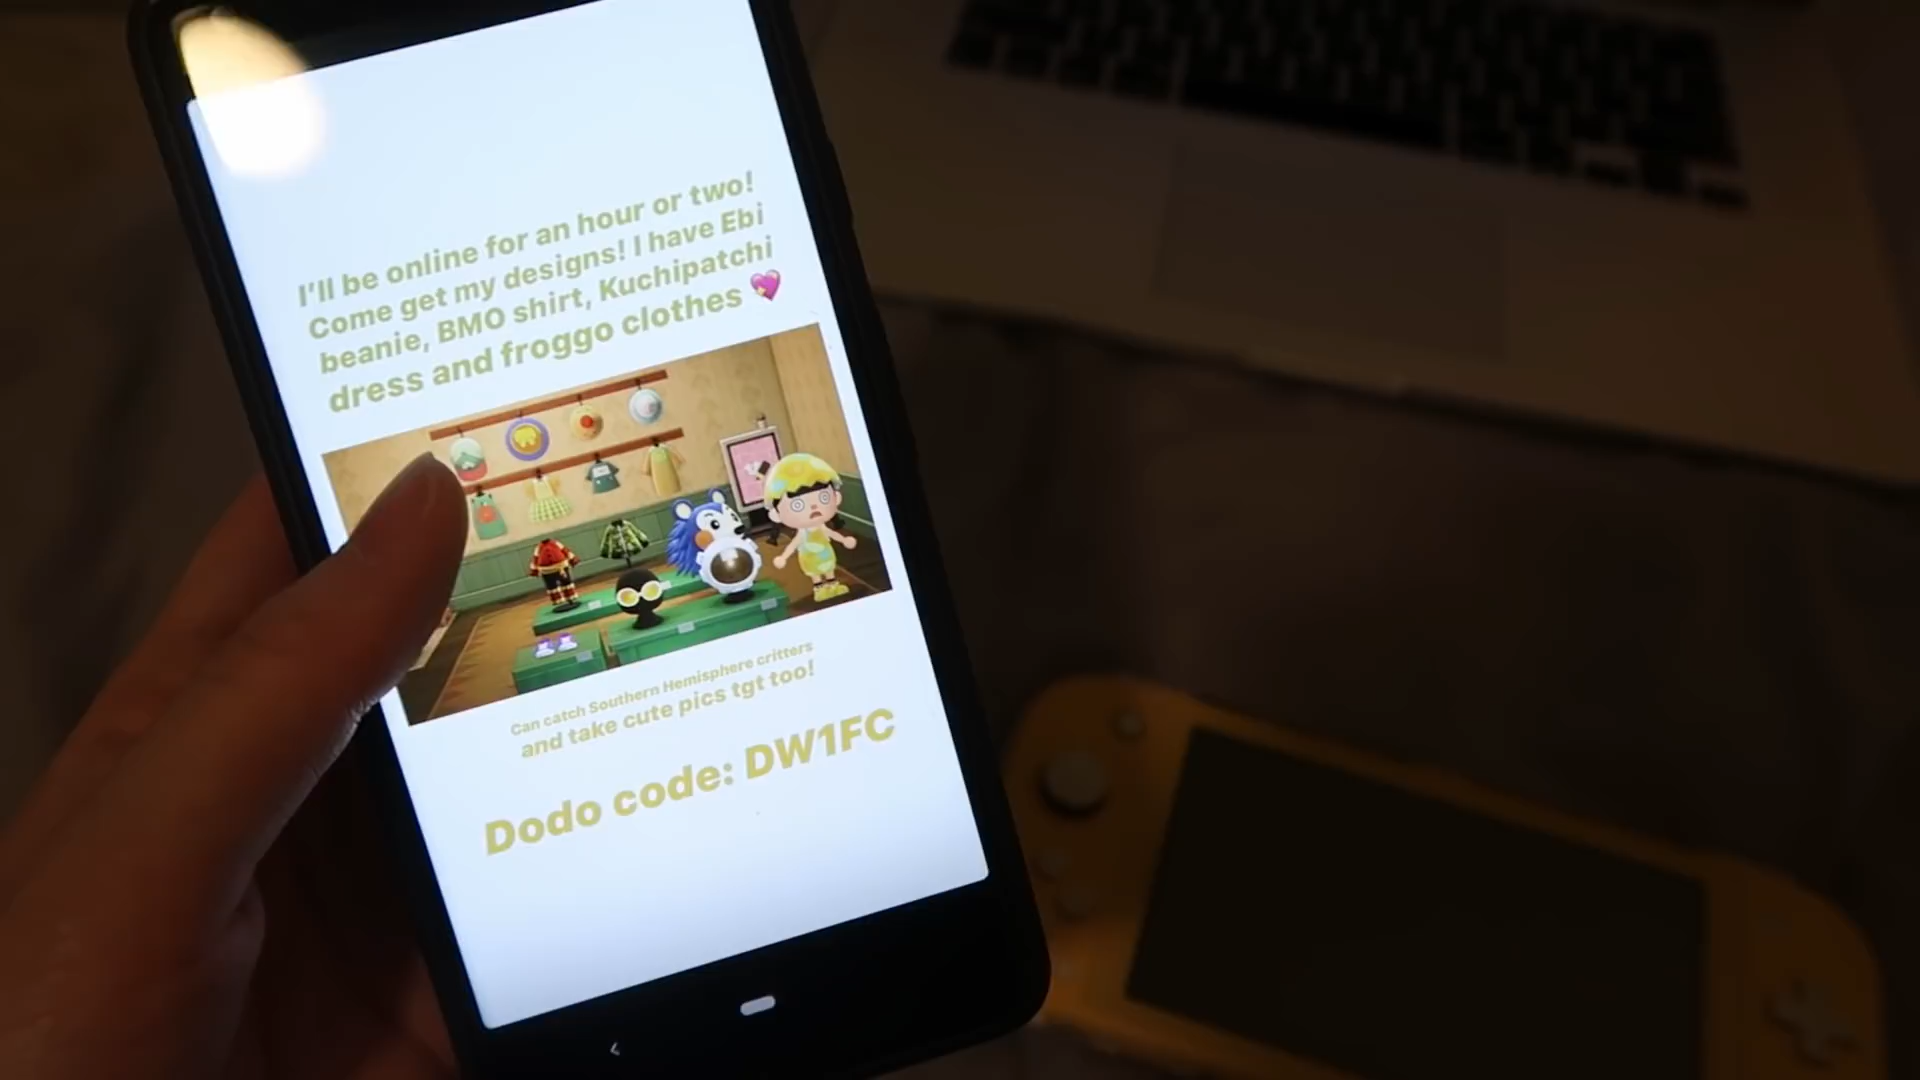 I'll be online for an hour or two!
Come get my designs! I have Ebi
beanie, BMO shirt, Kuchipatchi
dress and froggo clothes 💖
Can catch Southern Hemisphere critters
and take cute pics tgt too!
Dodo code: DW1FC